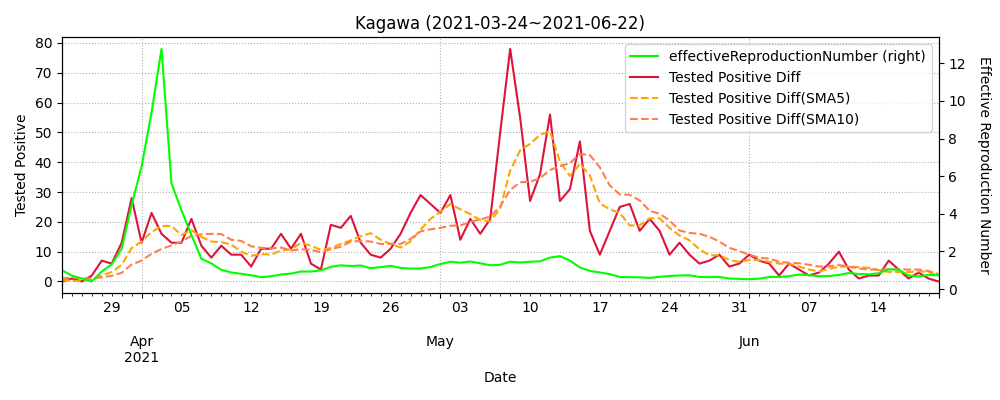 Kagawa (2021-03-24~2021-06-22)
effectiveReproductionNumber (right)
Tested Positive Diff
Tested Positive Diff(SMA5)
Tested Positive Diff(SMA10)
Tested Positive
80
70
60
50
40
30
20
10
0
Effective Reproduction Number
12
10
8
6
4
2
0
29 05 12 19 26 03 10 17 24 31 07 14
Apr May Jun
2021
Date